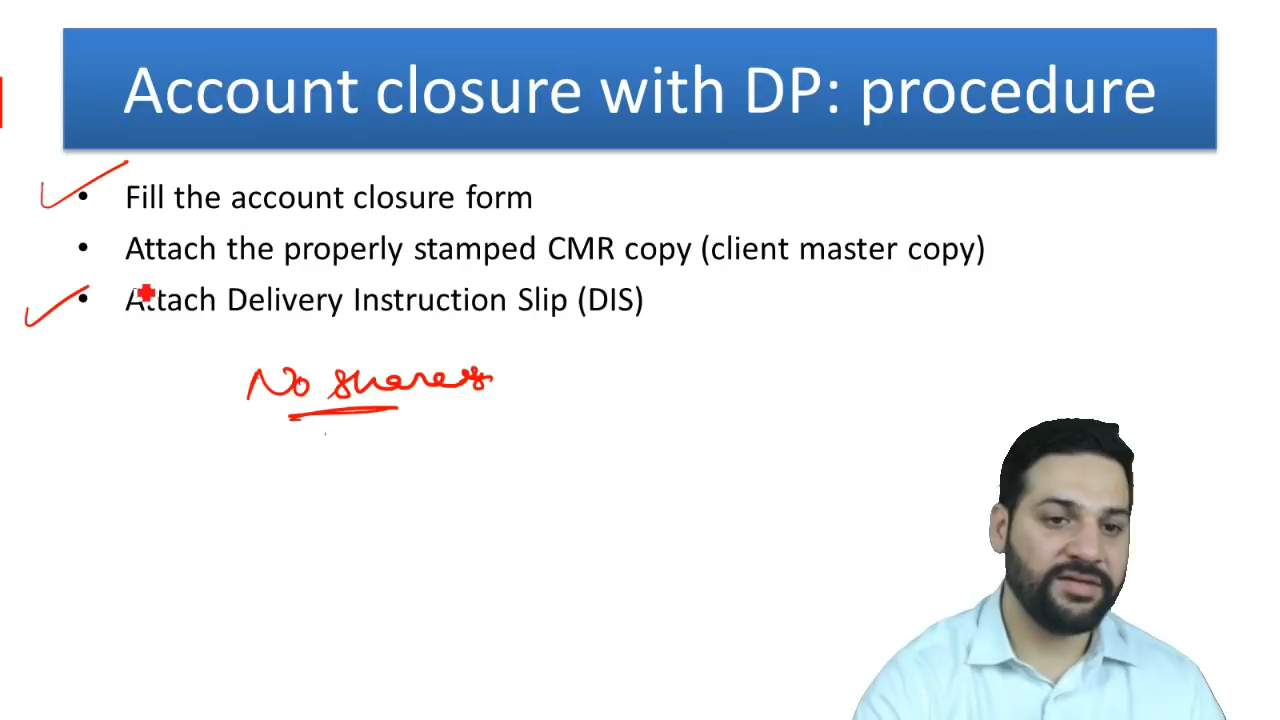 Account closure with DP: procedure
• Fill the account closure form
• Attach the properly stamped CMR copy (client master copy)
• Attach Delivery Instruction Slip (DIS)
No shares